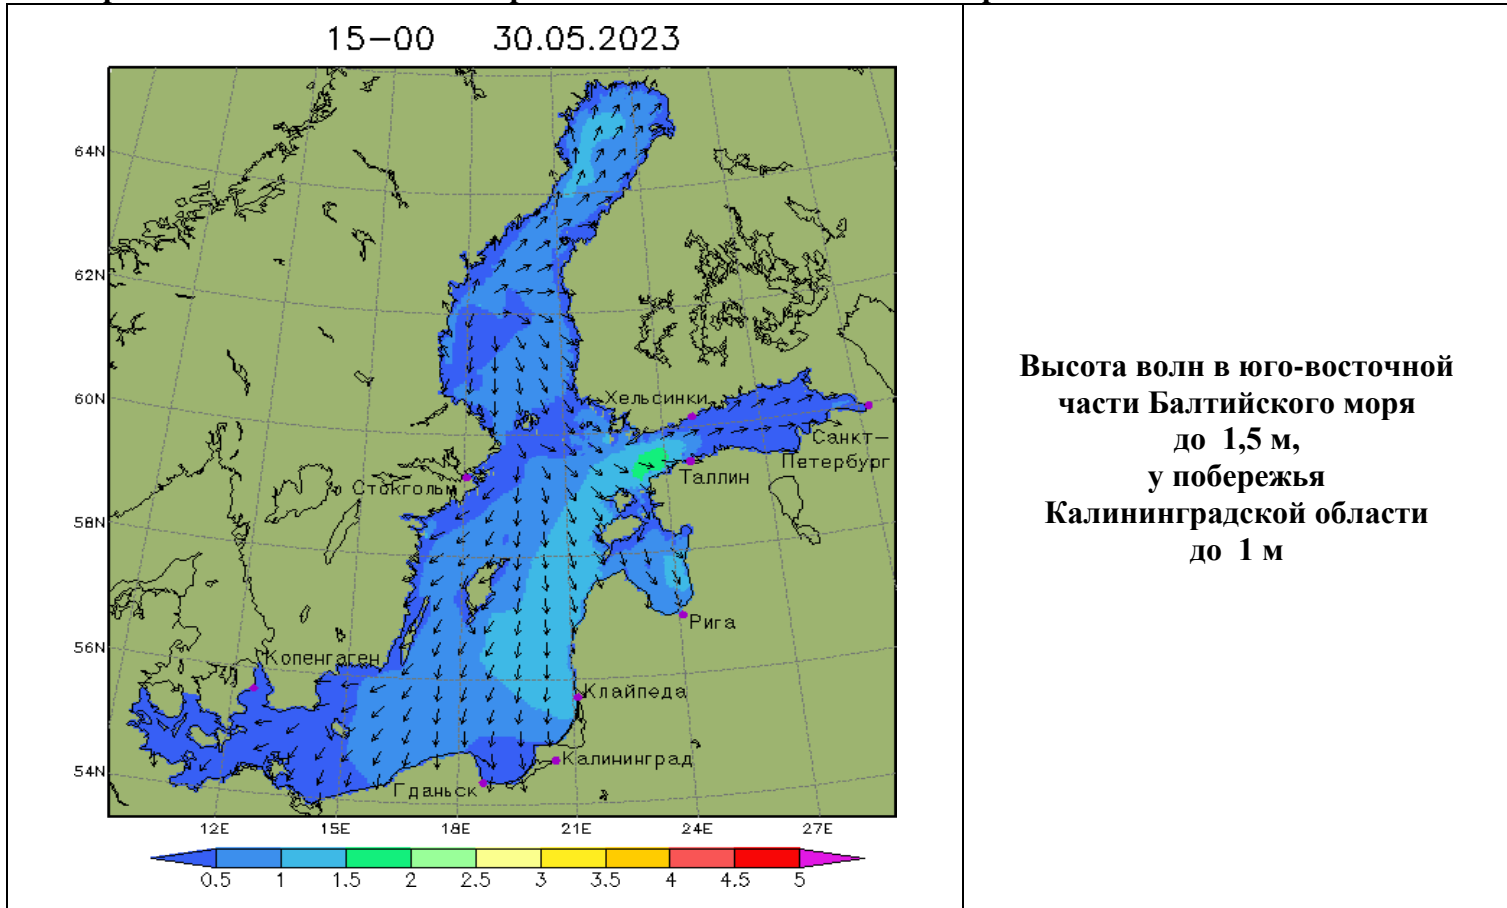 15-00 30.05.2023
64N
62N
60N
58N
56N
54N
Хельсинки
Санкт-
Петербург
Таллин
Стокгольм
Рига
Копенгаген
Клайпеда
Калининград
Гданьск
12E 15E 18E 21E 24E 27E
0.5 1 1.5 2 2.5 3 3.5 4 4.5 5
Высота волн в юго-восточной
части Балтийского моря
до 1,5 м,
у побережья
Калининградской области
до 1 м